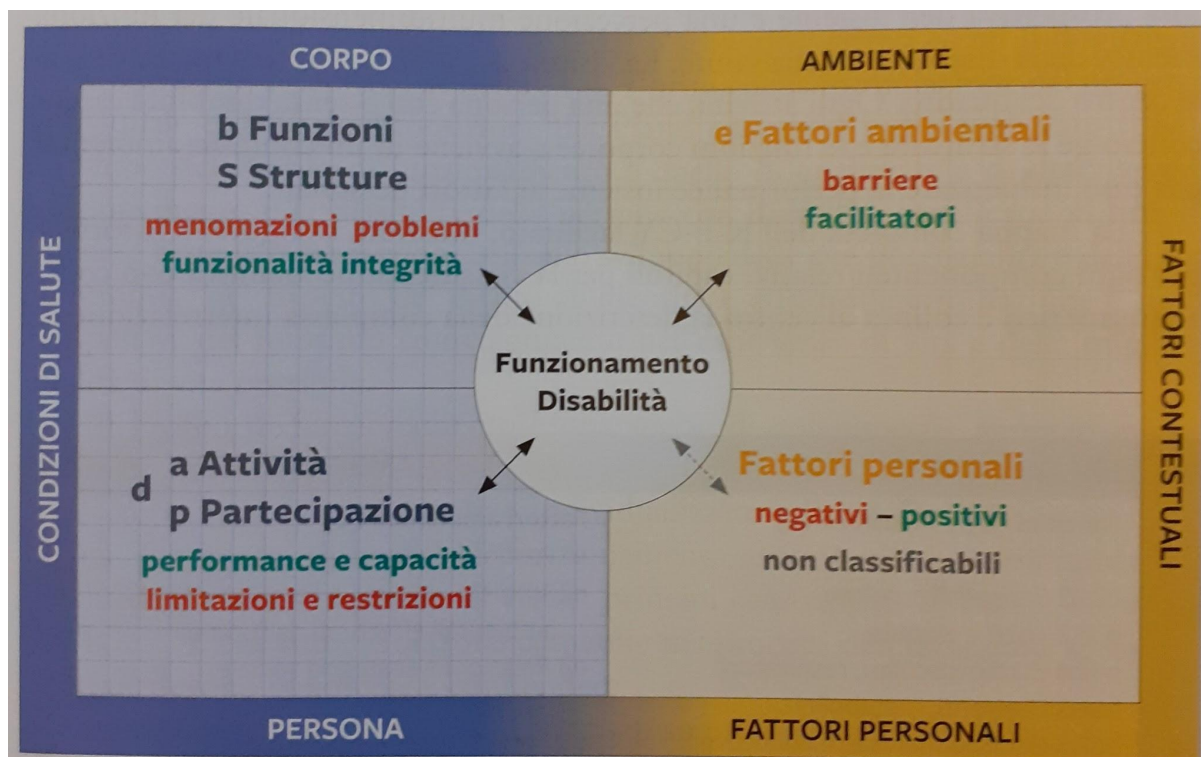 CORPO
AMBIENTE
CONDIZIONI DI SALUTE
b Funzioni
S Strutture
menomazioni problemi
funzionalità integrità
e Fattori ambientali
barriere
facilitatori
Funzionamento
Disabilità
d
a Attività
p Partecipazione
performance e capacità
limitazioni e restrizioni
Fattori personali
negativi – positivi
non classificabili
FATTORI CONTESTUALI
PERSONA
FATTORI PERSONALI